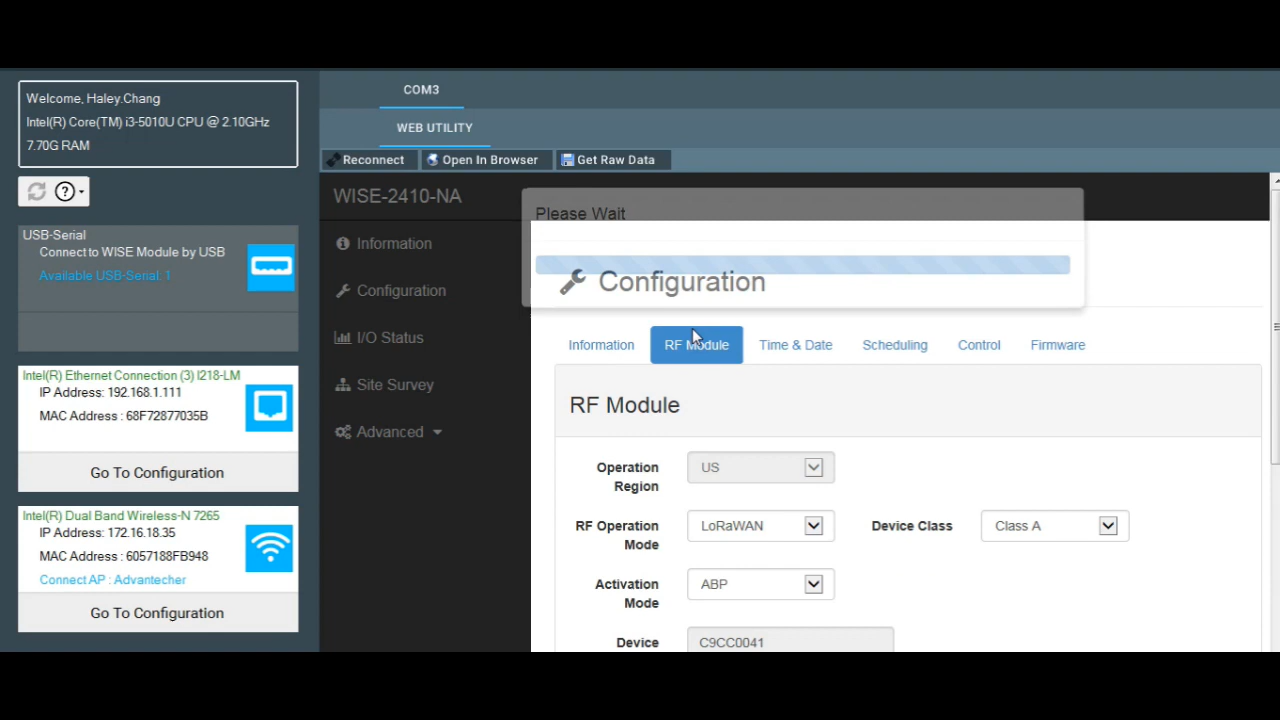 Welcome, Haley.Chang
Intel(R) Core(TM) i3-5010U CPU @ 2.10GHz
7.70G RAM
USB-Serial
Connect to WISE Module by USB
Available USB-Serial: 1
Intel(R) Ethernet Connection (3) I218-LM
IP Address: 192.168.1.111
MAC Address : 68F72877035B
Go To Configuration
Intel(R) Dual Band Wireless-N 7265
IP Address: 172.16.18.35
MAC Address : 6057188FB948
Connect AP : Advantecher
Go To Configuration
COM3
WEB UTILITY
Reconnect Open In Browser Get Raw Data
WISE-2410-NA
Information
Configuration
I/O Status
Site Survey
Advanced
Please Wait
Configuration
Information RF Module Time & Date Scheduling Control Firmware
RF Module
Operation Region US
RF Operation Mode LoRaWAN Device Class Class A
Activation Mode ABP
Device C9CC0041